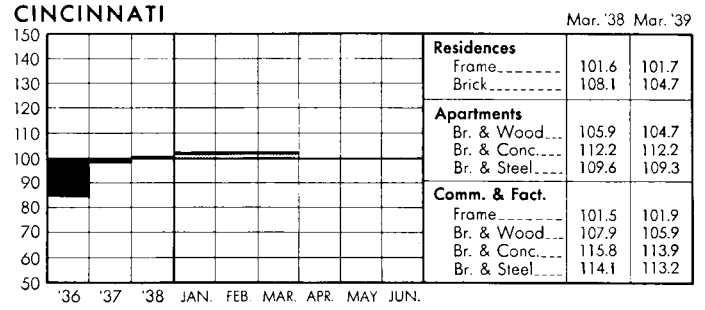 CINCINNATI
Mar. '38 Mar. '39
150
140
130
120
110
100
90
80
70
60
50
'36 '37 '38 JAN. FEB. MAR. APR. MAY JUN.
Residences
Frame 101.6 101.7
Brick 108.1 104.7
Apartments
Br. & Wood 105.9 104.7
Br. & Conc. 112.2 112.2
Br. & Steel 109.6 109.3
Comm. & Fact.
Frame 101.5 101.9
Br. & Wood 107.9 105.9
Br. & Conc. 115.8 113.9
Br. & Steel 114.1 113.2